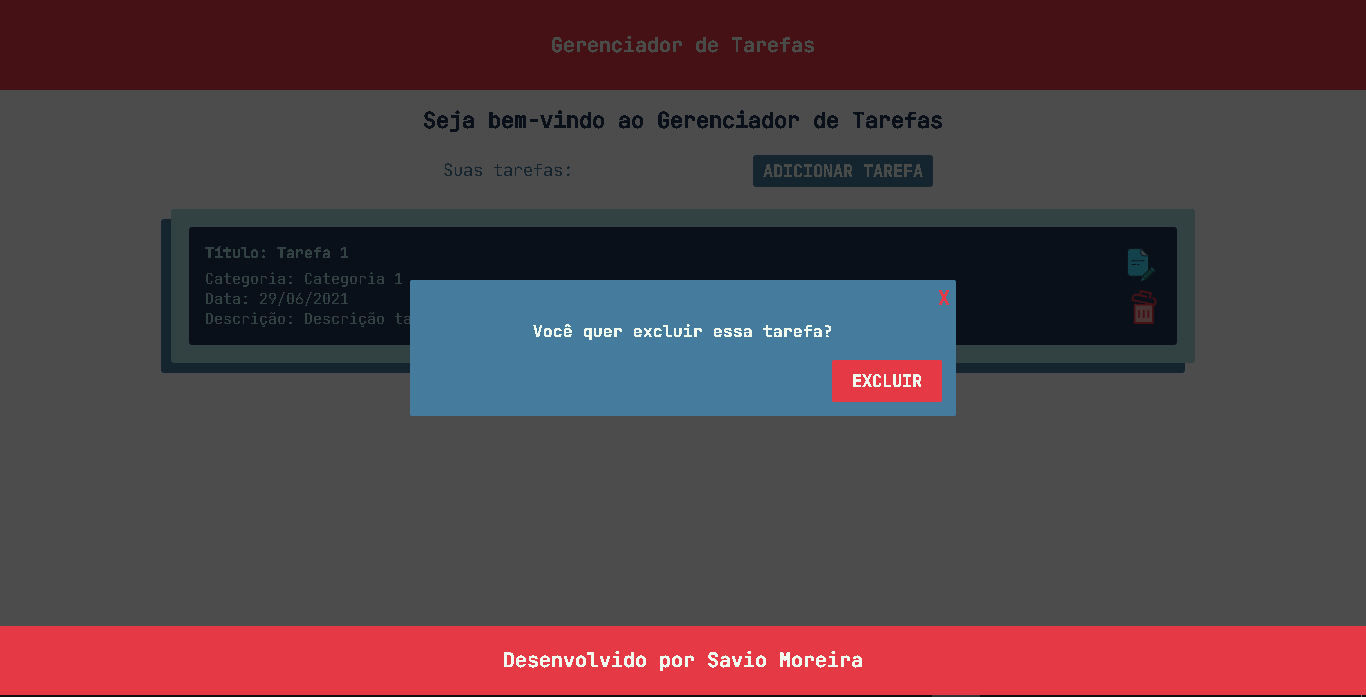 Gerenciador de Tarefas
Seja bem-vindo ao Gerenciador de Tarefas
Suas tarefas:
ADICIONAR TAREFA
Título: Tarefa 1
Categoria: Categoria 1
Data: 29/06/2021
Descrição: Descrição ta
X
Você quer excluir essa tarefa?
EXCLUIR
Desenvolvido por Savio Moreira